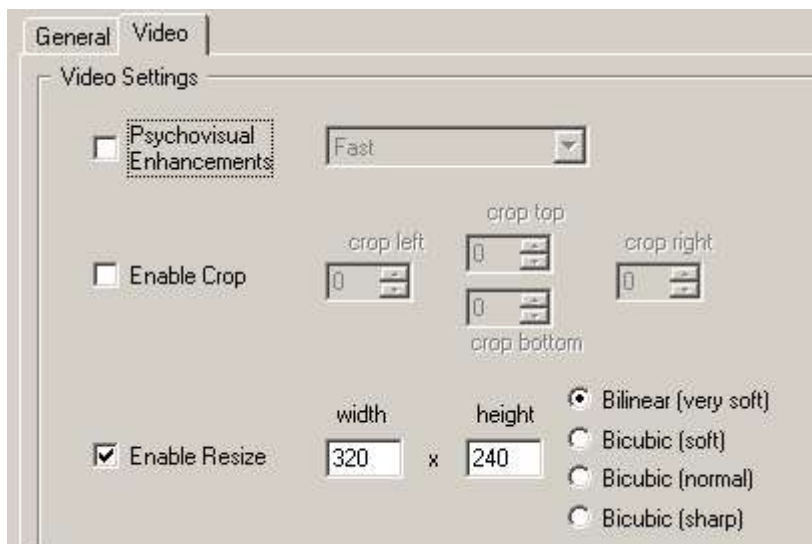 General Video
Video Settings
Psychovisual
Enhancements
Fast
crop top
crop left
crop right
0
Enable Crop
0
0
0
crop bottom
width
height
Bilinear (very soft)
Enable Resize
320 x 240
Bicubic (soft)
Bicubic (normal)
Bicubic (sharp)